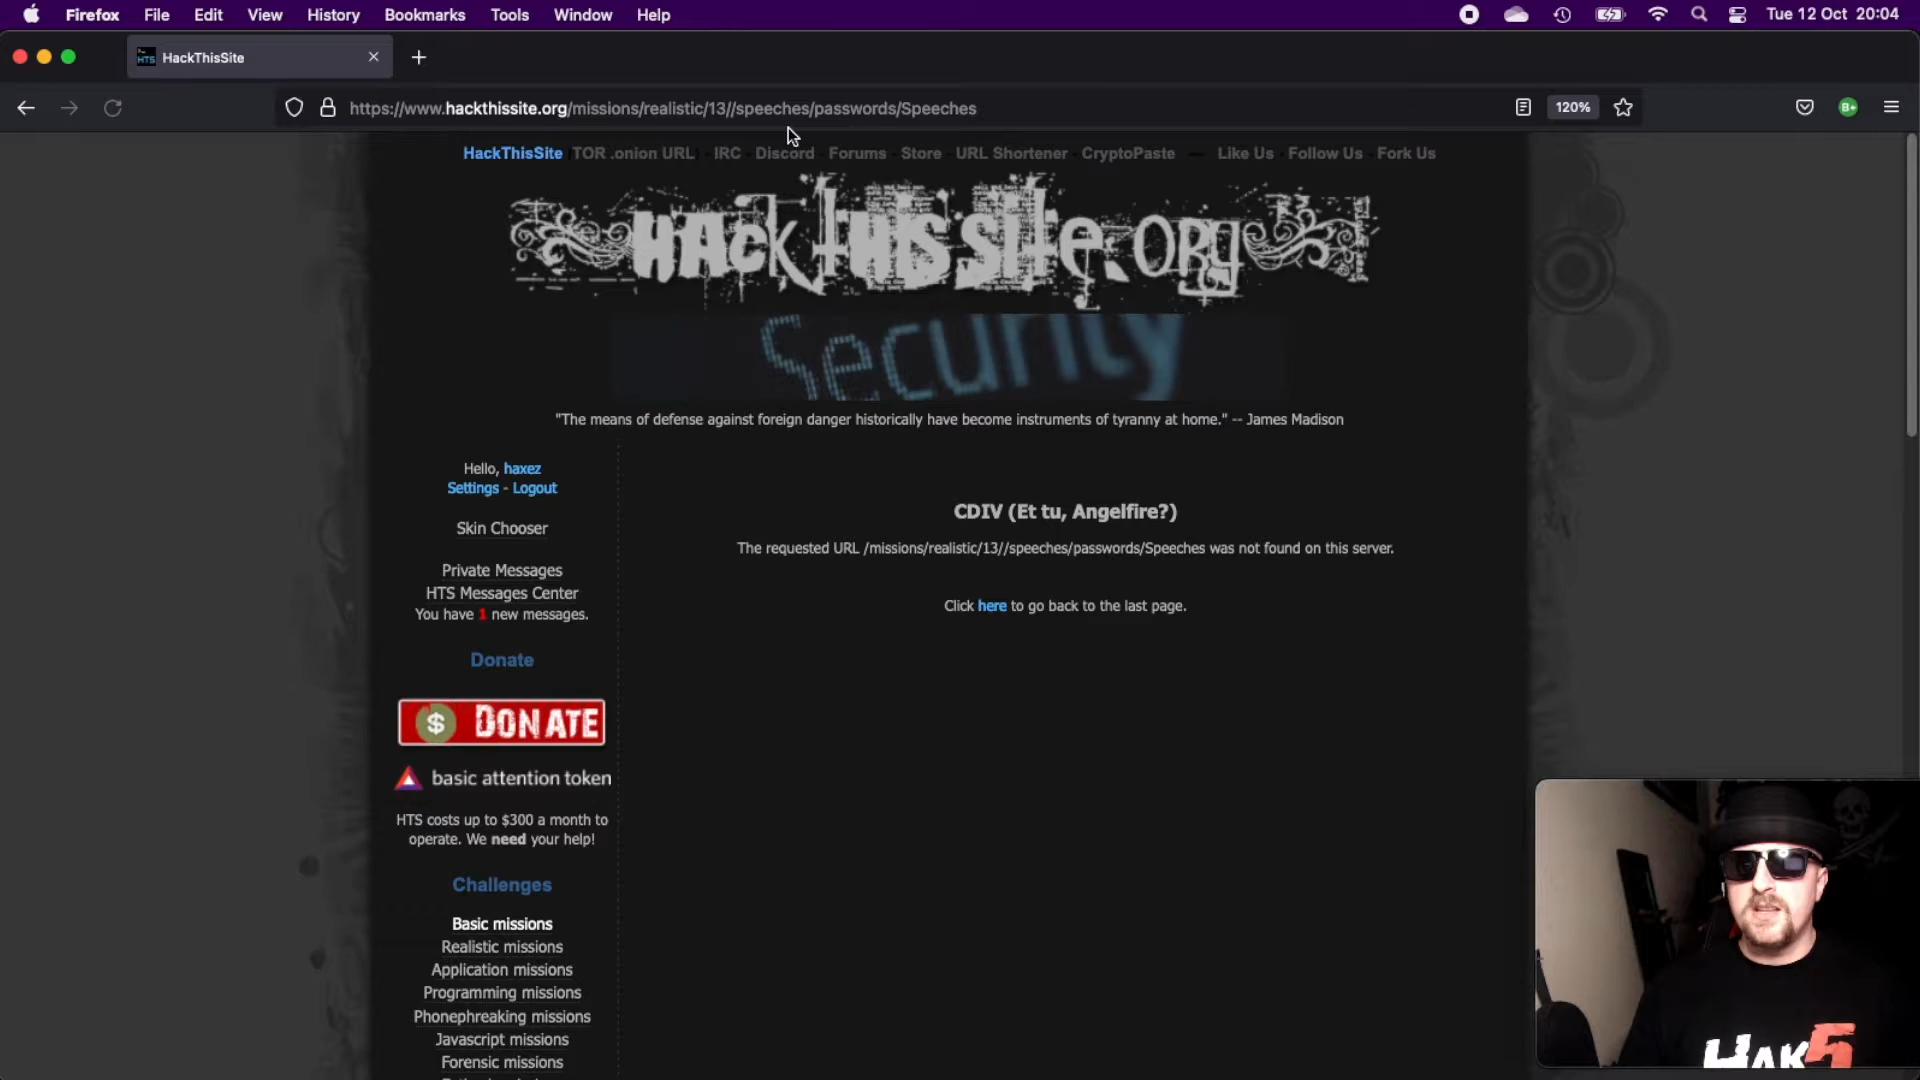 Firefox File Edit View History Bookmarks Tools Window Help Tue 12 Oct 20:04
HTS HackThisSite
https://www.hackthissite.org/missions/realistic/13//speeches/passwords/Speeches 120% B+
HackThisSite TOR .onion URL - IRC - Discord - Forums - Store - URL Shortener - CryptoPaste — Like Us - Follow Us - Fork Us
HACK THIS SITE.ORG
Security
"The means of defense against foreign danger historically have become instruments of tyranny at home." -- James Madison
Hello, haxez
Settings - Logout
Skin Chooser
Private Messages
HTS Messages Center
You have 1 new messages.
Donate
$ DONATE
basic attention token
HTS costs up to $300 a month to
operate. We need your help!
Challenges
Basic missions
Realistic missions
Application missions
Programming missions
Phonephreaking missions
Javascript missions
Forensic missions
CDIV (Et tu, Angelfire?)
The requested URL /missions/realistic/13//speeches/passwords/Speeches was not found on this server.
Click here to go back to the last page.
HAK5